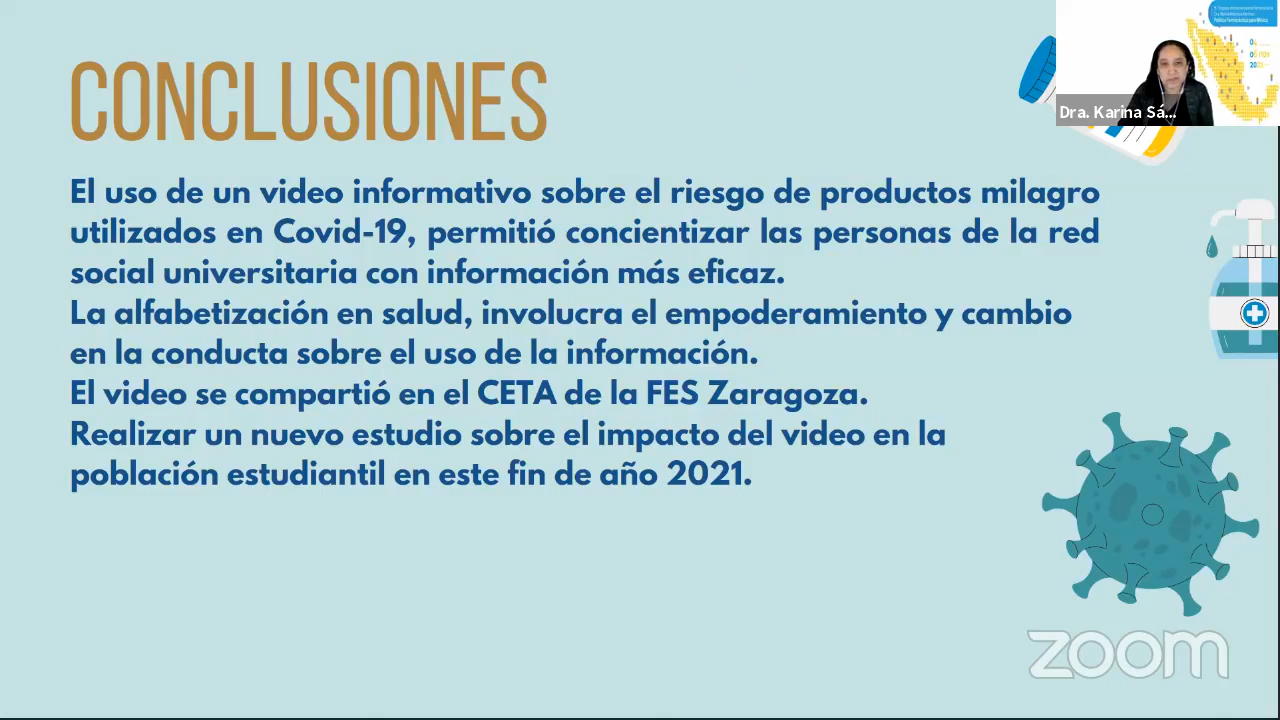 CONCLUSIONES
El uso de un video informativo sobre el riesgo de productos milagro
utilizados en Covid-19, permitió concientizar las personas de la red
social universitaria con información más eficaz.
La alfabetización en salud, involucra el empoderamiento y cambio
en la conducta sobre el uso de la información.
El video se compartió en el CETA de la FES Zaragoza.
Realizar un nuevo estudio sobre el impacto del video en la
población estudiantil en este fin de año 2021.
Dra. Karina Sá...
zoom